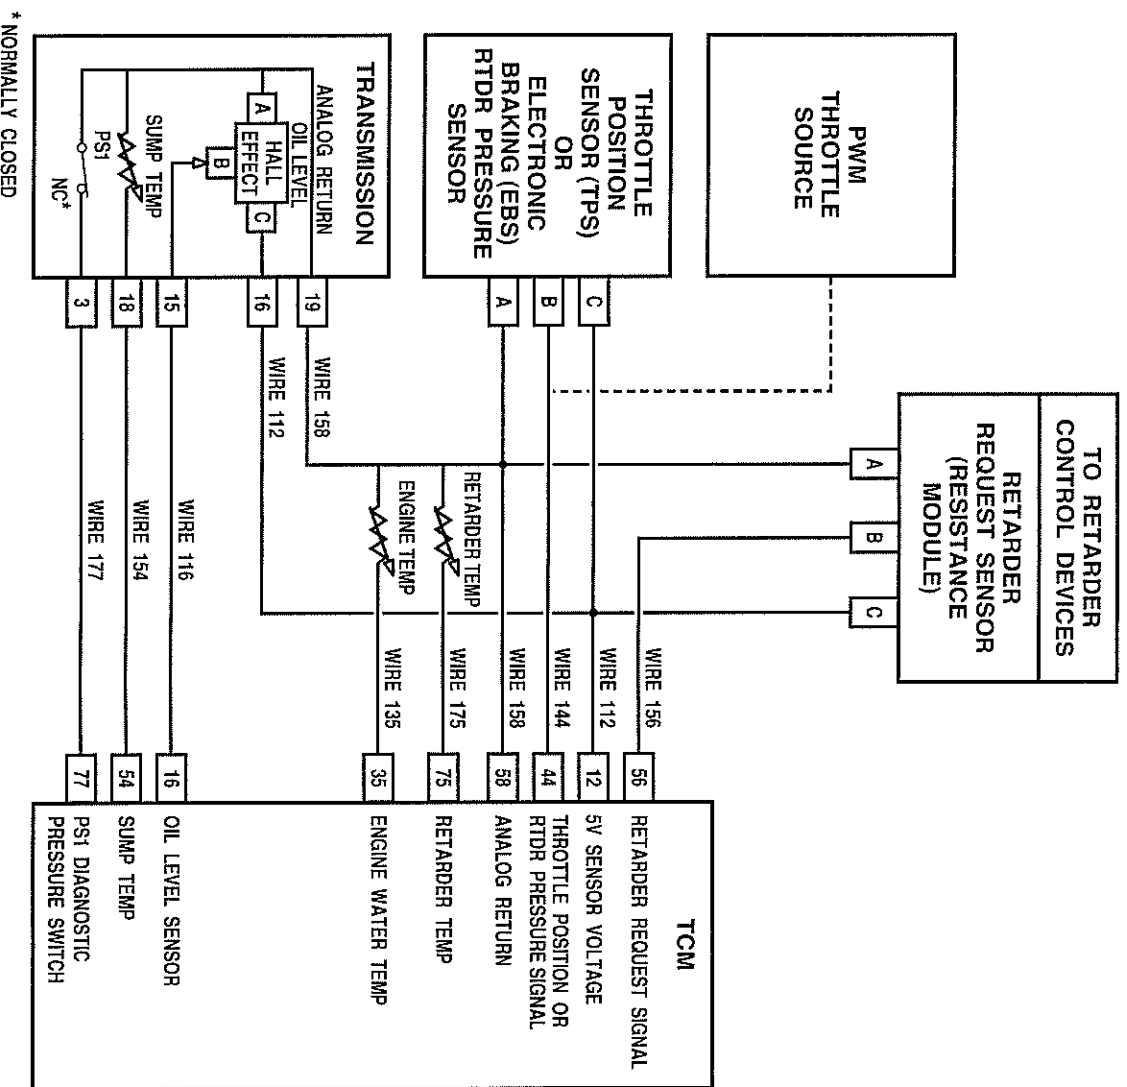 TO RETARDER
CONTROL DEVICES
RETARDER
REQUEST SENSOR
(RESISTANCE
MODULE)
A
B
C
PWM
THROTTLE
SOURCE
THROTTLE
POSITION
SENSOR (TPS)
OR
ELECTRONIC
BRAKING (EBS)
RTDR PRESSURE
SENSOR
C
B
A
TRANSMISSION
ANALOG RETURN
OIL LEVEL
A
HALL
EFFECT
B
C
SUMP TEMP
PS1
NC*
19
16
15
18
3
WIRE 158
WIRE 112
WIRE 116
WIRE 154
WIRE 177
RETARDER TEMP
ENGINE TEMP
WIRE 156
WIRE 112
WIRE 144
WIRE 158
WIRE 175
WIRE 135
56
12
44
58
75
35
16
54
77
TCM
RETARDER REQUEST SIGNAL
5V SENSOR VOLTAGE
THROTTLE POSITION OR
RTDR PRESSURE SIGNAL
ANALOG RETURN
RETARDER TEMP
ENGINE WATER TEMP
OIL LEVEL SENSOR
SUMP TEMP
PS1 DIAGNOSTIC
PRESSURE SWITCH
* NORMALLY CLOSED